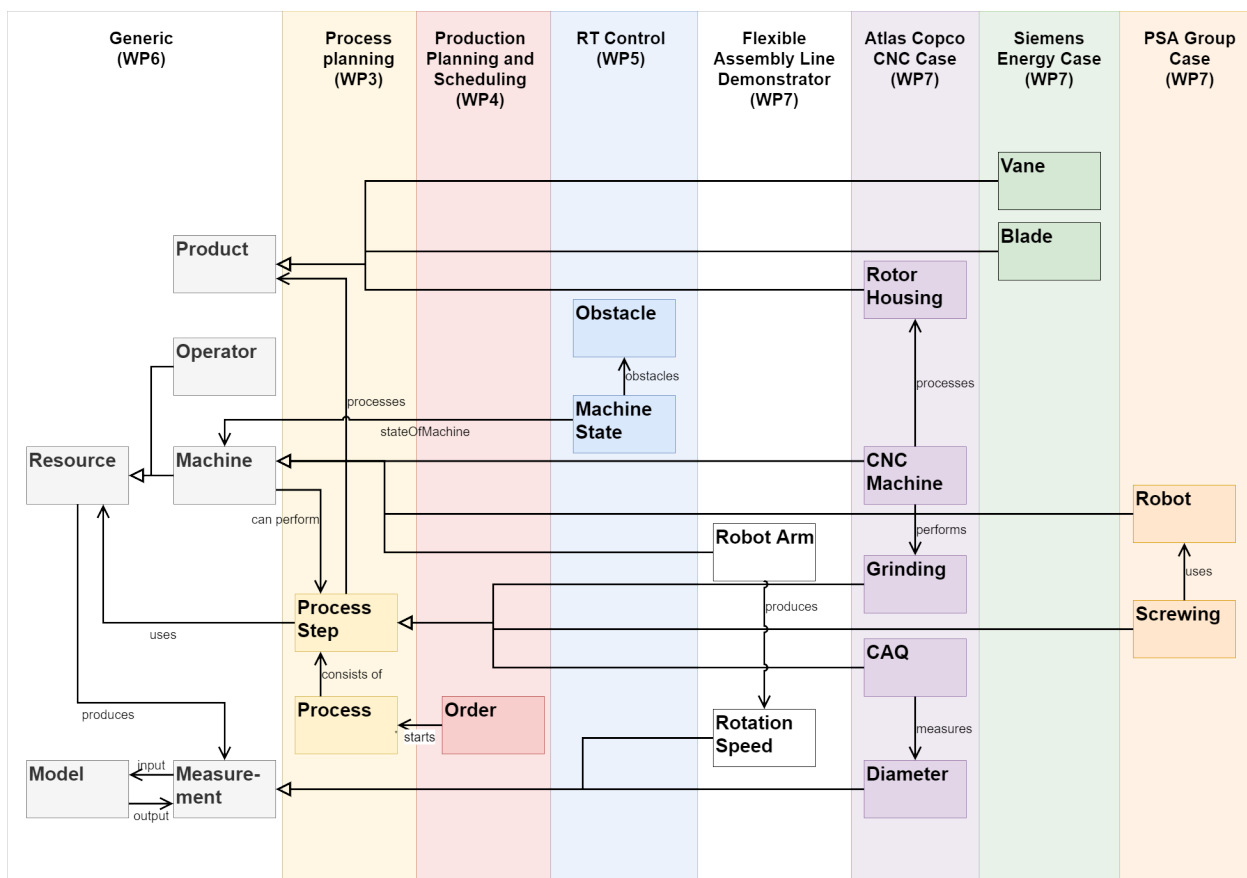 Generic
(WP6)
Process
planning
(WP3)
Production
Planning and
Scheduling
(WP4)
RT Control
(WP5)
Flexible
Assembly Line
Demonstrator
(WP7)
Atlas Copco
CNC Case
(WP7)
Siemens
Energy Case
(WP7)
PSA Group
Case
(WP7)
Vane
Blade
Product
Rotor
Housing
Obstacle
Operator
obstacles
processes
processes
Machine
State
stateOfMachine
Resource
Machine
CNC
Machine
Robot
can perform
performs
Robot Arm
Grinding
uses
produces
Process
Step
Screwing
uses
CAQ
consists of
Process
Order
starts
produces
Rotation
Speed
measures
input
Model
Measure-
ment
output
Diameter